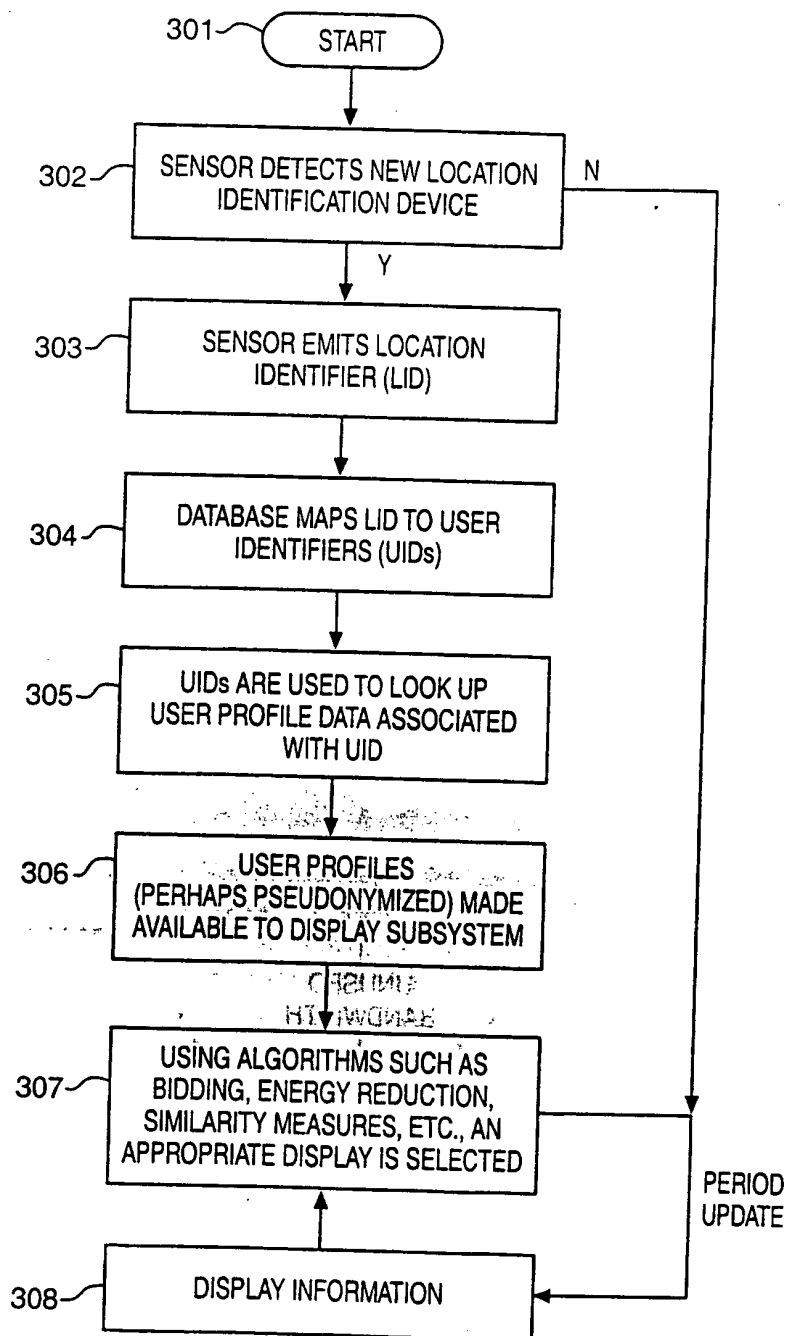 301
START
302
SENSOR DETECTS NEW LOCATION
IDENTIFICATION DEVICE
N
Y
303
SENSOR EMITS LOCATION
IDENTIFIER (LID)
304
DATABASE MAPS LID TO USER
IDENTIFIERS (UIDs)
305
UIDs ARE USED TO LOOK UP
USER PROFILE DATA ASSOCIATED
WITH UID
306
USER PROFILES
(PERHAPS PSEUDONYMIZED) MADE
AVAILABLE TO DISPLAY SUBSYSTEM
307
USING ALGORITHMS SUCH AS
BIDDING, ENERGY REDUCTION,
SIMILARITY MEASURES, ETC., AN
APPROPRIATE DISPLAY IS SELECTED
PERIOD
UPDATE
308
DISPLAY INFORMATION